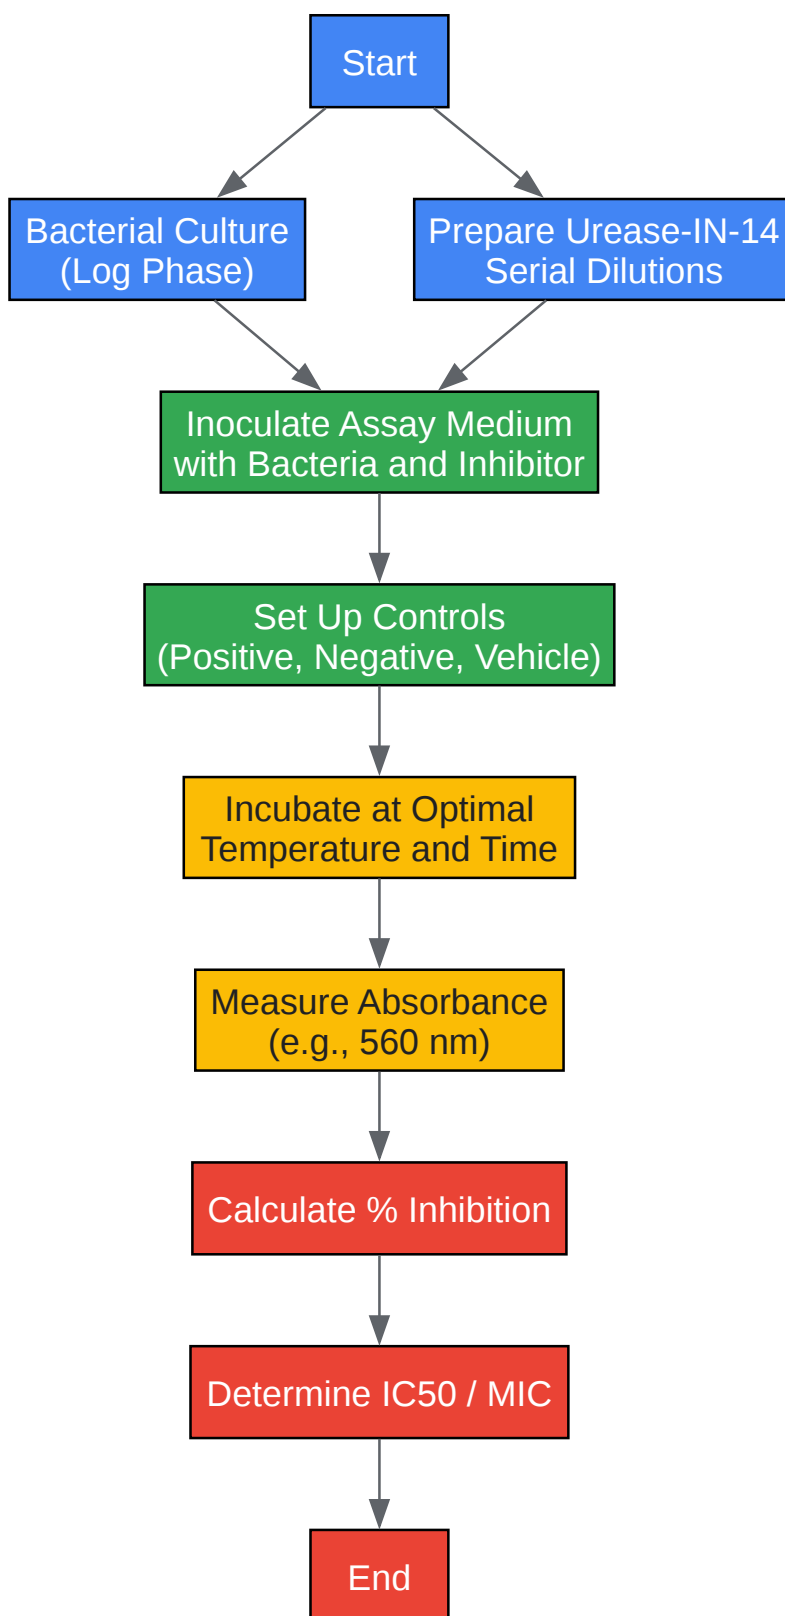 Start
Bacterial Culture
(Log Phase)
Prepare Urease-IN-14
Serial Dilutions
Inoculate Assay Medium
with Bacteria and Inhibitor
Set Up Controls
(Positive, Negative, Vehicle)
Incubate at Optimal
Temperature and Time
Measure Absorbance
(e.g., 560 nm)
Calculate % Inhibition
Determine IC50 / MIC
End